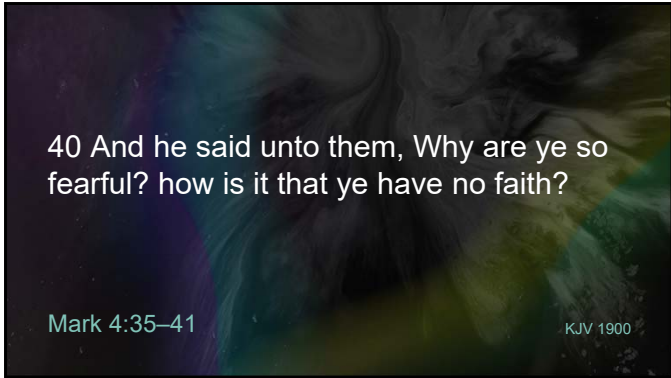 40 And he said unto them, Why are ye so
fearful? how is it that ye have no faith?
Mark 4:35–41
KJV 1900